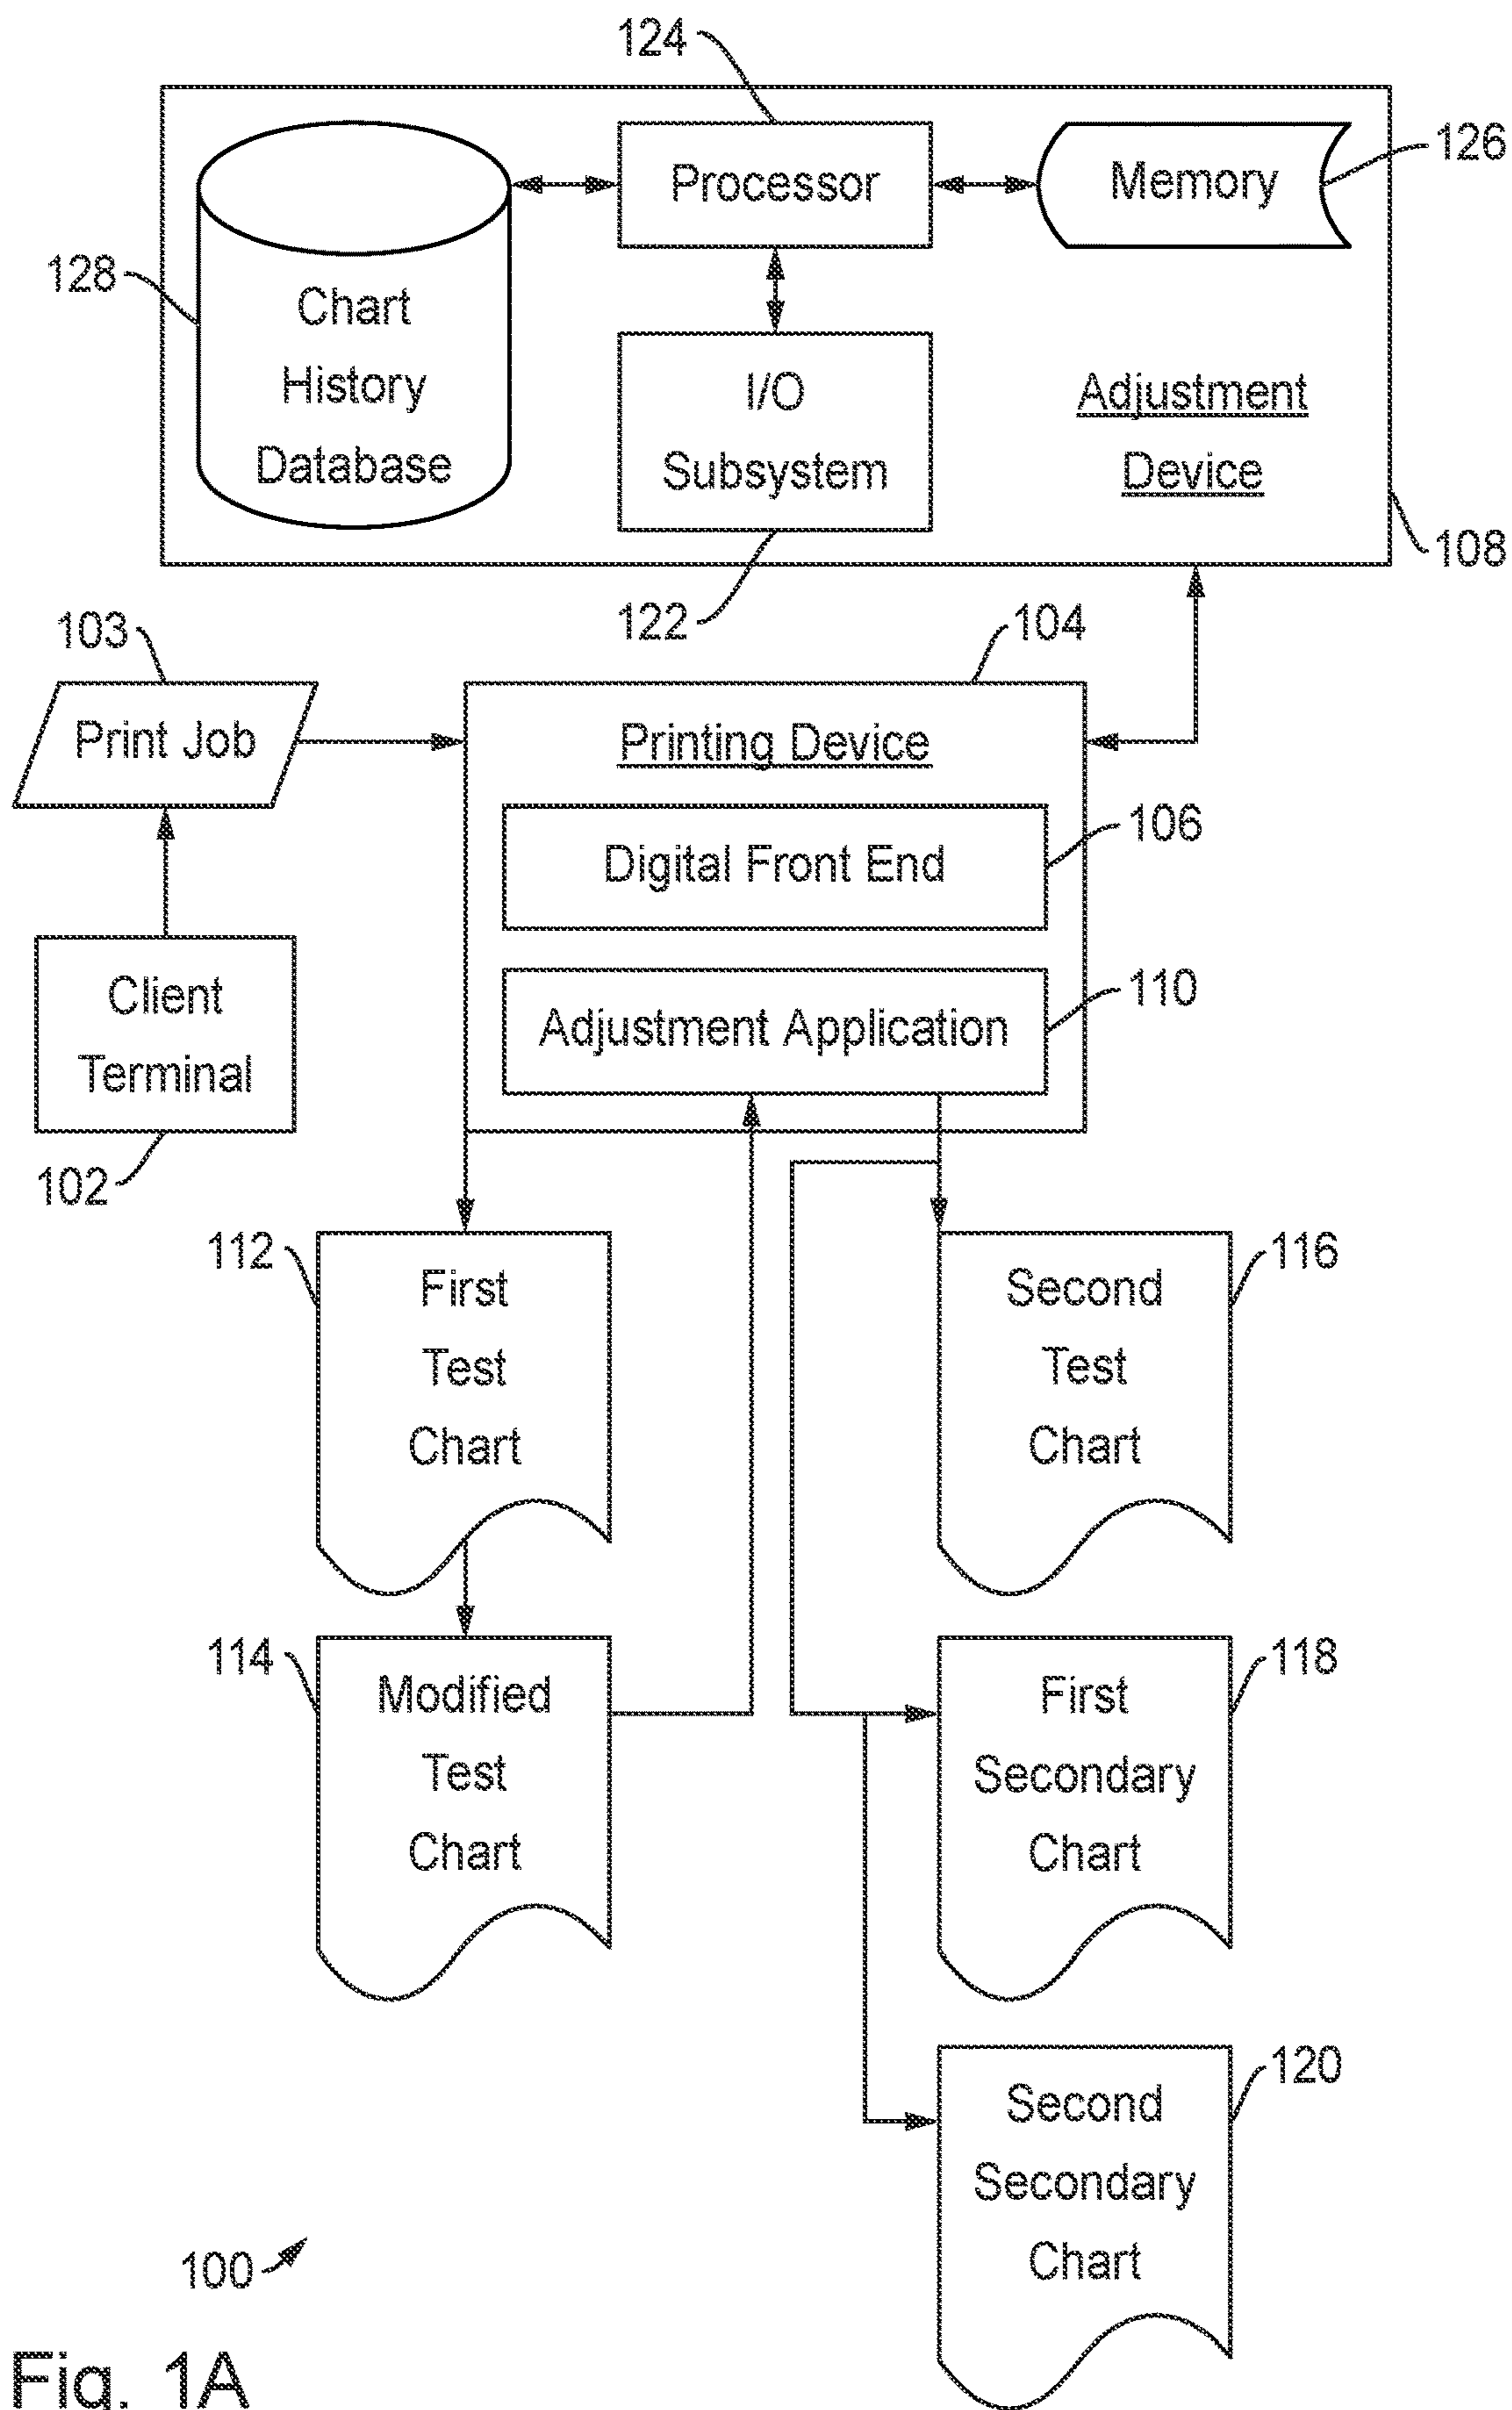 124
Processor
Memory
126
128
Chart
History
Database
I/O
Subsystem
Adjustment
Device
108
122
103
104
Print Job
Printing Device
106
Digital Front End
110
Adjustment Application
Client
Terminal
102
112
First
Test
Chart
116
Second
Test
Chart
114
Modified
Test
Chart
118
First
Secondary
Chart
120
Second
Secondary
Chart
100
Fig. 1A